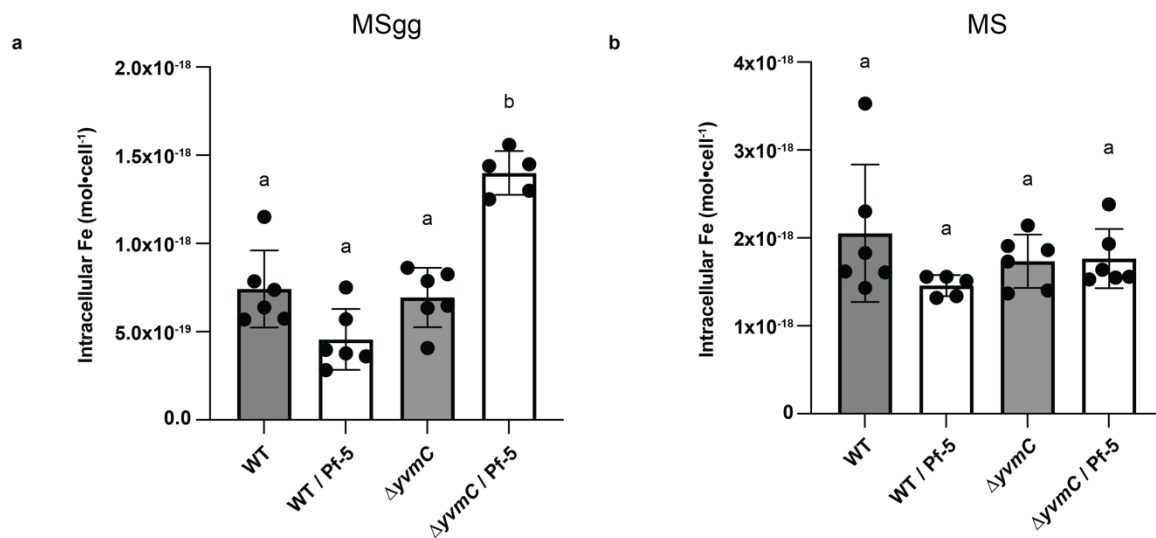 MSgg
a
Intracellular Fe (mol•cell⁻¹)
2.0x10⁻¹⁸
1.5x10⁻¹⁸
1.0x10⁻¹⁸
5.0x10⁻¹⁹
0.0
a
a
a
b
WT
WT / Pf-5
ΔyvmC
ΔyvmC / Pf-5
MS
b
Intracellular Fe (mol•cell⁻¹)
4x10⁻¹⁸
3x10⁻¹⁸
2x10⁻¹⁸
1x10⁻¹⁸
0
a
a
a
a
WT
WT / Pf-5
ΔyvmC
ΔyvmC / Pf-5